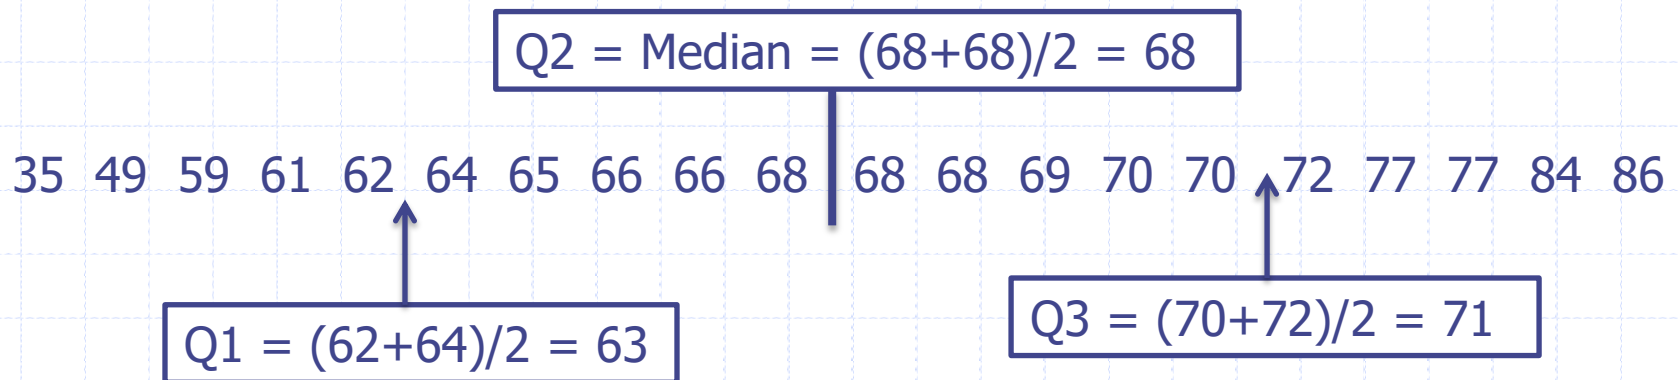 Q2 = Median = (68+68)/2 = 68
35 49 59 61 62 64 65 66 66 68 68 68 69 70 70 72 77 77 84 86
Q1 = (62+64)/2 = 63
Q3 = (70+72)/2 = 71